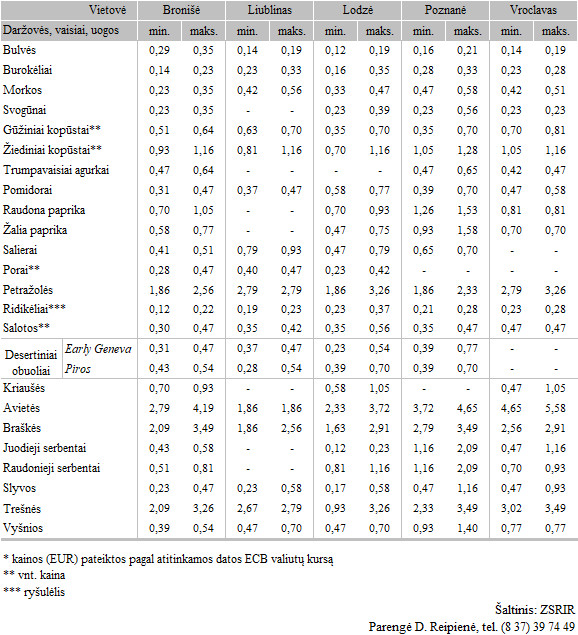 Vietovė Bronišė Liublinas Lodzė Poznanė Vroclavas
Daržovės, vaisiai, uogos min. maks. min. maks. min. maks. min. maks. min. maks.
Bulvės 0,29 0,35 0,14 0,19 0,12 0,19 0,16 0,21 0,14 0,19
Burokėliai 0,14 0,23 0,23 0,33 0,16 0,35 0,28 0,33 0,23 0,28
Morkos 0,23 0,35 0,42 0,56 0,33 0,47 0,47 0,58 0,42 0,51
Svogūnai 0,23 0,35 - - 0,23 0,39 0,23 0,56 0,23 0,23
Gūžiniai kopūstai** 0,51 0,64 0,63 0,70 0,35 0,70 0,35 0,70 0,70 0,81
Žiediniai kopūstai** 0,93 1,16 0,81 1,16 0,70 1,16 1,05 1,28 1,05 1,16
Trumpavaisiai agurkai 0,47 0,64 - - - - 0,47 0,65 0,42 0,47
Pomidorai 0,31 0,47 0,37 0,47 0,58 0,77 0,39 0,70 0,47 0,58
Raudona paprika 0,70 1,05 - - 0,70 0,93 1,26 1,53 0,81 0,81
Žalia paprika 0,58 0,77 - - 0,47 0,75 0,93 1,58 0,70 0,70
Salierai 0,41 0,51 0,79 0,93 0,47 0,51 0,65 0,70 - -
Porai** 0,28 0,47 0,40 0,47 0,23 0,42 - - - -
Petražolės 1,86 2,56 2,79 2,79 1,86 3,26 1,86 2,33 2,79 3,26
Ridikėliai*** 0,12 0,22 0,19 0,23 0,23 0,37 0,21 0,28 0,23 0,28
Salotos** 0,30 0,47 0,35 0,42 0,35 0,56 0,35 0,47 0,47 0,47
Desertiniai obuoliai Early Geneva 0,31 0,47 0,37 0,47 0,23 0,54 0,39 0,77 - -
Piros 0,43 0,54 0,28 0,54 0,39 0,70 0,39 0,70 - -
Kriaušės 0,70 0,93 - - 0,58 1,05 - - 0,47 1,05
Avietės 2,79 4,19 1,86 1,86 2,33 3,72 3,72 4,65 4,65 5,58
Braškės 2,09 3,49 1,86 2,56 1,63 2,91 2,79 3,49 2,56 2,91
Juodieji serbentai 0,43 0,58 - - 0,12 0,23 1,16 2,09 0,47 1,16
Raudonieji serbentai 0,51 0,81 - - 0,81 1,16 1,16 2,09 0,70 0,93
Slyvos 0,23 0,47 0,23 0,58 0,17 0,58 0,47 1,16 0,47 0,93
Trešnės 2,09 3,26 2,67 2,79 0,93 3,26 2,33 3,49 3,02 3,49
Vyšnios 0,39 0,54 0,47 0,70 0,47 0,70 0,93 1,40 0,77 0,77
* kainos (EUR) pateiktos pagal atitinkamos datos ECB valiutų kursą
** vnt. kaina
*** ryšulėlis
Šaltinis: ZSRIR
Parengė D. Reipienė, tel. (8 37) 39 74 49